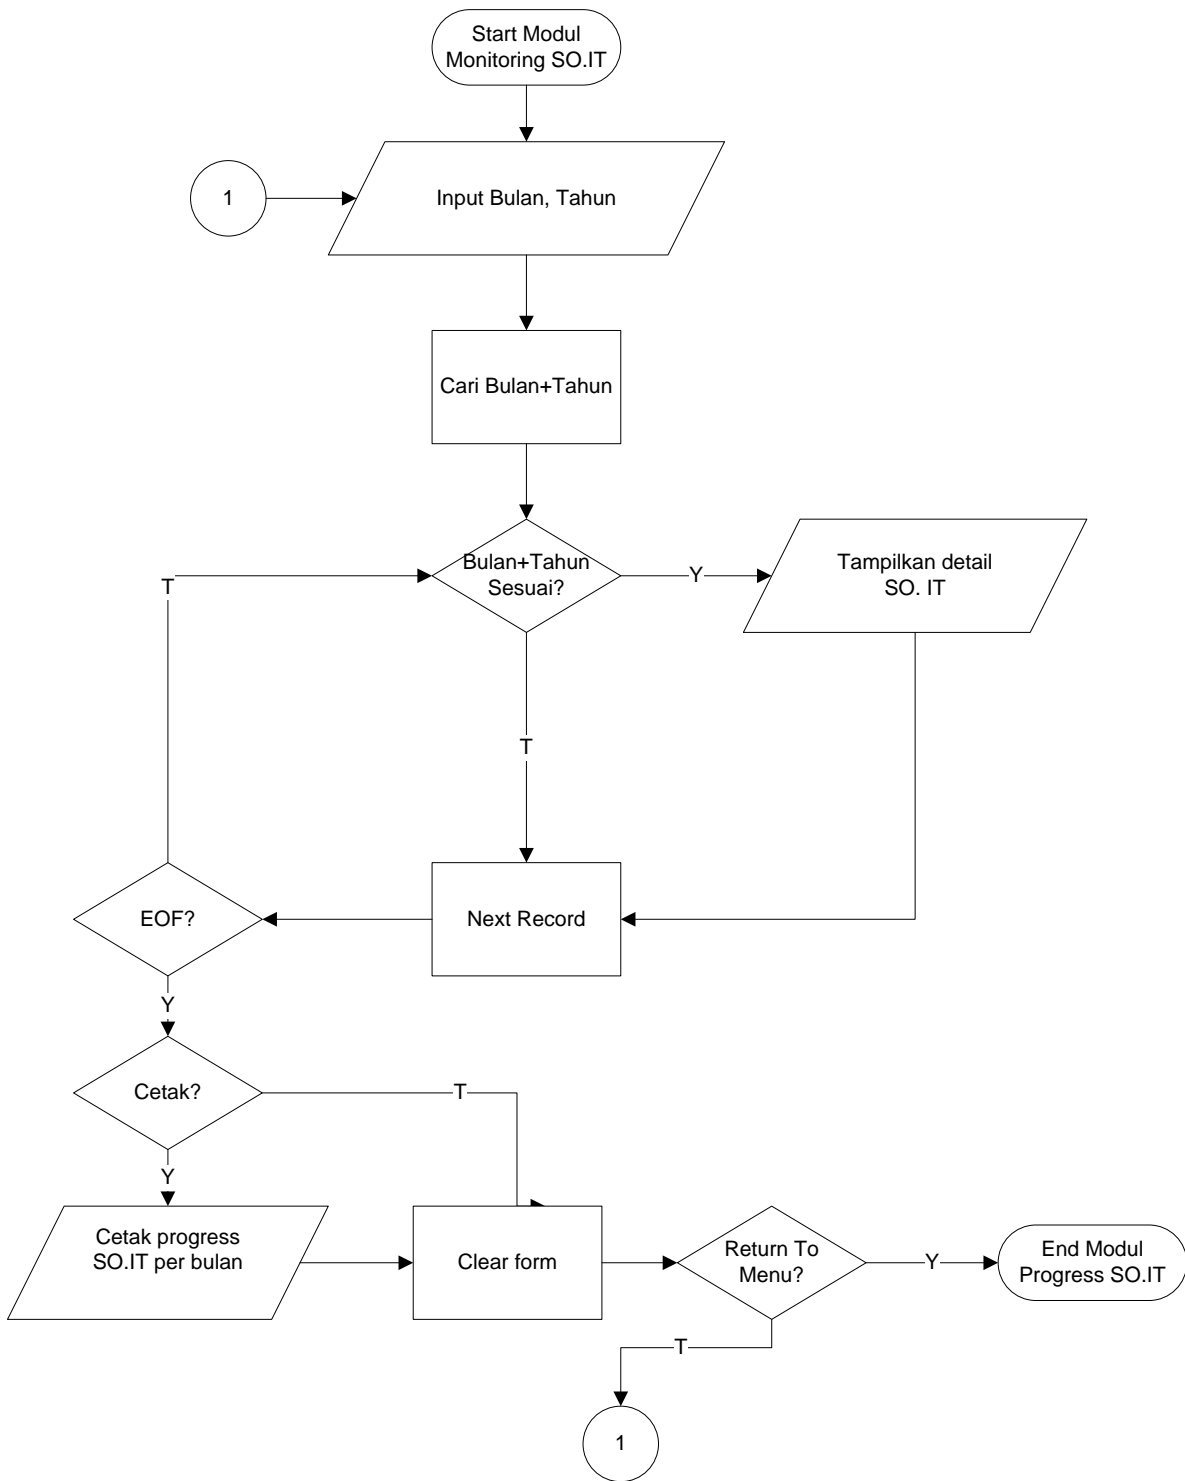 Start Modul
Monitoring SO.IT
1
Input Bulan, Tahun
Cari Bulan+Tahun
Bulan+Tahun
Sesuai?
Y
Tampilkan detail
SO. IT
T
T
EOF?
Next Record
Y
Cetak?
T
Y
Cetak progress
SO.IT per bulan
Clear form
Return To
Menu?
Y
End Modul
Progress SO.IT
T
1